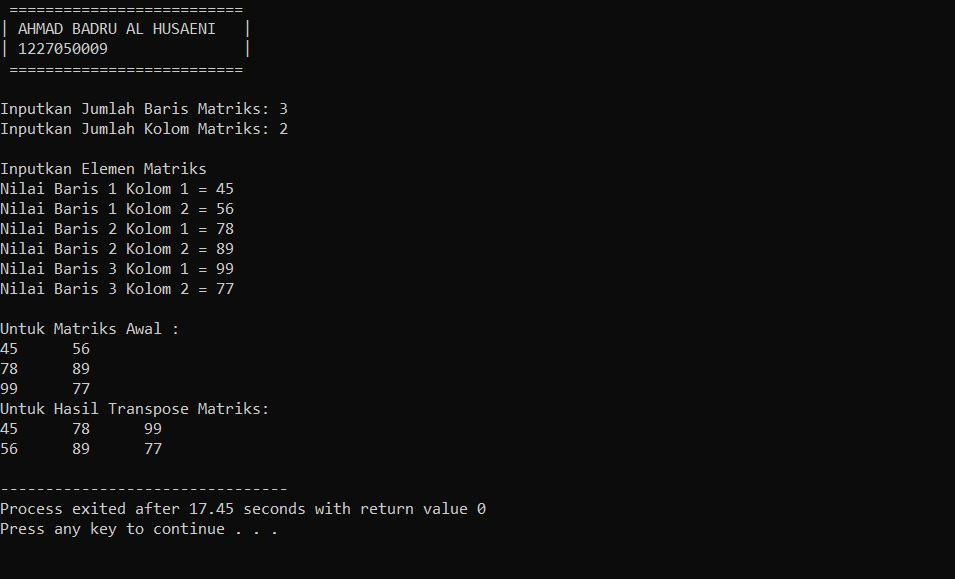 ==========================
| AHMAD BADRU AL HUSAENI   |
| 1227050009               |
==========================
Inputkan Jumlah Baris Matriks: 3
Inputkan Jumlah Kolom Matriks: 2
Inputkan Elemen Matriks
Nilai Baris 1 Kolom 1 = 45
Nilai Baris 1 Kolom 2 = 56
Nilai Baris 2 Kolom 1 = 78
Nilai Baris 2 Kolom 2 = 89
Nilai Baris 3 Kolom 1 = 99
Nilai Baris 3 Kolom 2 = 77
Untuk Matriks Awal :
45      56
78      89
99      77
Untuk Hasil Transpose Matriks:
45      78      99
56      89      77
--------------------------------
Process exited after 17.45 seconds with return value 0
Press any key to continue . . .